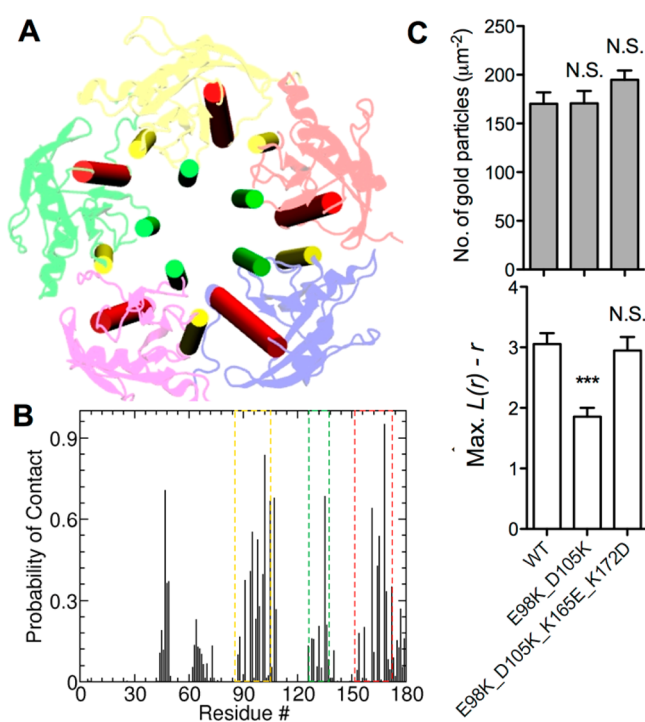 A
B
C
Probability of Contact
0.9
0.6
0.3
0
0
30
60
90
120
150
180
Residue #
No. of gold particles (µm-2)
250
200
150
100
50
0
N.S.
N.S.
Max. L(r) - r
4
3
2
1
0
***
N.S.
WT
E98K_D105K
E98K_D105K_K165E_K172D